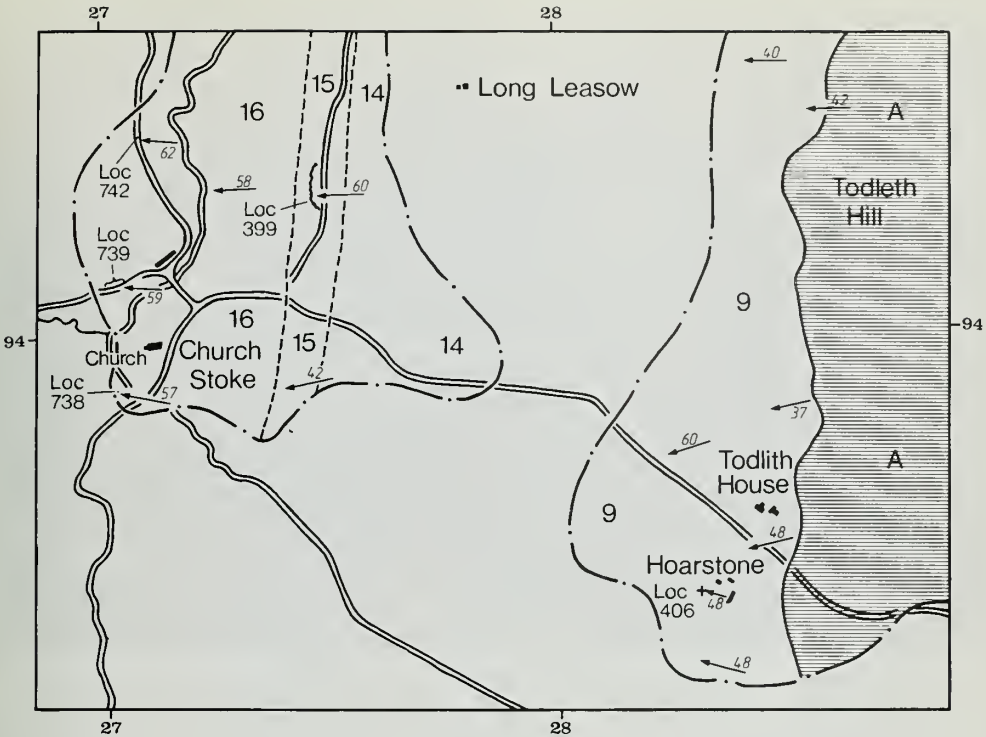 27
28
40
15
14
Long Leasow
16
42
A
62
Loc
742
58
60
Loc
399
Todleth
Hill
Loc
739
59
9
94
16
15
14
94
Church
Church
Stoke
42
Loc
738
57
37
60
Todlith
House
A
9
48
Hoarstone
Loc
406
48
48
27
28